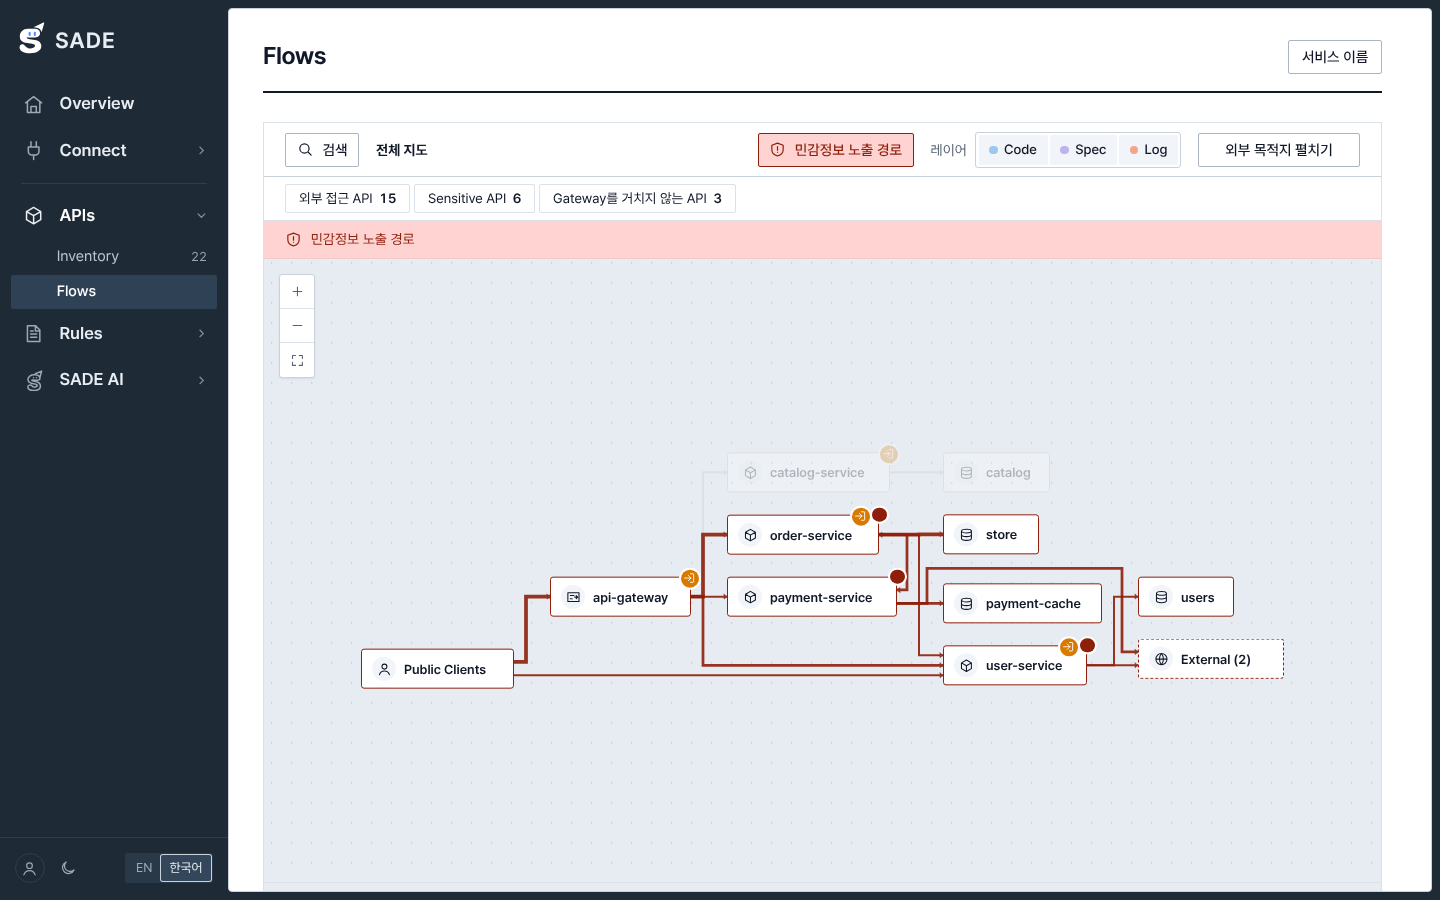 SADE
Overview
Connect
APIs
Inventory 22
Flows
Rules
SADE AI
EN 한국어
Flows
서비스 이름
검색 전체 지도 민감정보 노출 경로 레이어 Code Spec Log 외부 목적지 펼치기
외부 접근 API 15 Sensitive API 6 Gateway를 거치지 않는 API 3
민감정보 노출 경로
catalog-service catalog
order-service store
api-gateway payment-service payment-cache users
Public Clients user-service External (2)